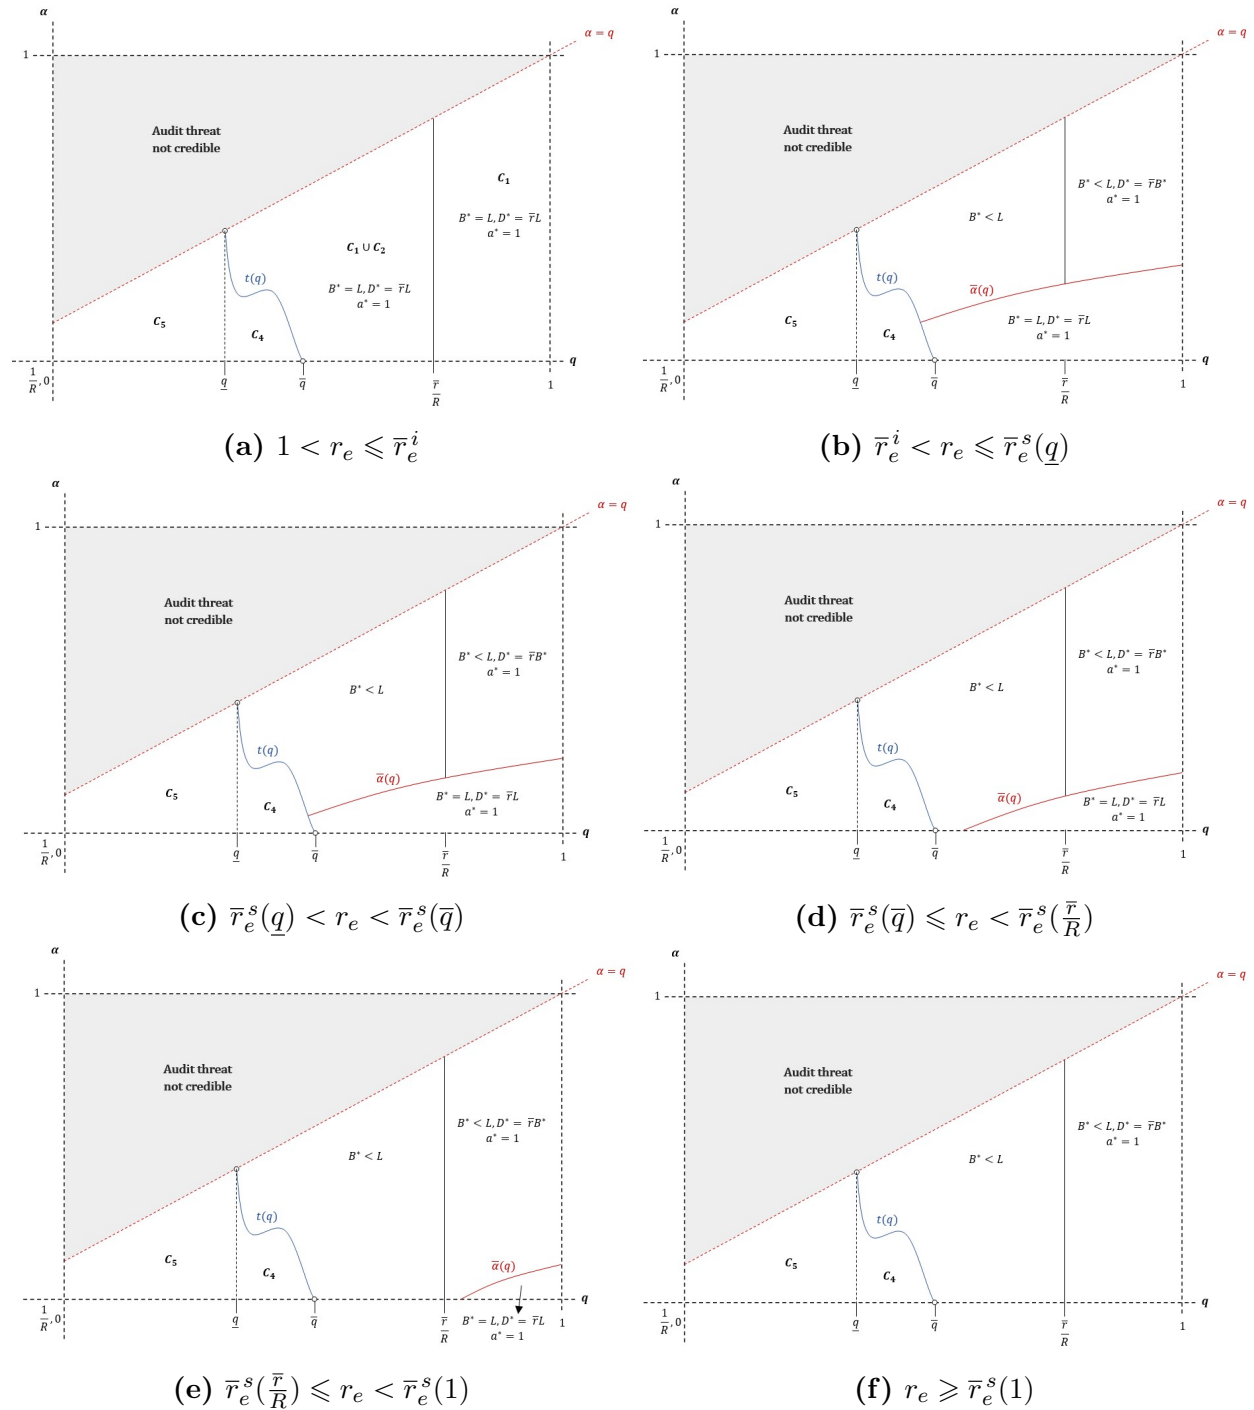 α
α = q
1
Audit threat
not credible
C₁
B* = L, D* = r̅L
a* = 1
C₁ ∪ C₂
B* = L, D* = r̅L
a* = 1
t(q)
C₅
C₄
q
1/R, 0
q̲
q̅
r̅/R
1
(a) 1 < rₑ ⩽ r̅ₑⁱ
α
α = q
1
Audit threat
not credible
B* < L, D* = r̅B*
a* = 1
B* < L
t(q)
α̅(q)
B* = L, D* = r̅L
a* = 1
C₅
C₄
q
1/R, 0
q̲
q̅
r̅/R
1
(b) r̅ₑⁱ < rₑ ⩽ r̅ₑˢ(q̲)
α
α = q
1
Audit threat
not credible
B* < L, D* = r̅B*
a* = 1
B* < L
t(q)
α̅(q)
B* = L, D* = r̅L
a* = 1
C₅
C₄
q
1/R, 0
q̲
q̅
r̅/R
1
(c) r̅ₑˢ(q̲) < rₑ < r̅ₑˢ(q̅)
α
α = q
1
Audit threat
not credible
B* < L, D* = r̅B*
a* = 1
B* < L
t(q)
α̅(q)
B* = L, D* = r̅L
a* = 1
C₅
C₄
q
1/R, 0
q̲
q̅
r̅/R
1
(d) r̅ₑˢ(q̅) ⩽ rₑ < r̅ₑˢ(r̅/R)
α
α = q
1
Audit threat
not credible
B* < L, D* = r̅B*
a* = 1
B* < L
t(q)
C₅
C₄
α̅(q)
q
1/R, 0
q̲
q̅
r̅/R
B* = L, D* = r̅L
a* = 1
1
(e) r̅ₑˢ(r̅/R) ⩽ rₑ < r̅ₑˢ(1)
α
α = q
1
Audit threat
not credible
B* < L, D* = r̅B*
a* = 1
B* < L
t(q)
C₅
C₄
q
1/R, 0
q̲
q̅
r̅/R
1
(f) rₑ ⩾ r̅ₑˢ(1)